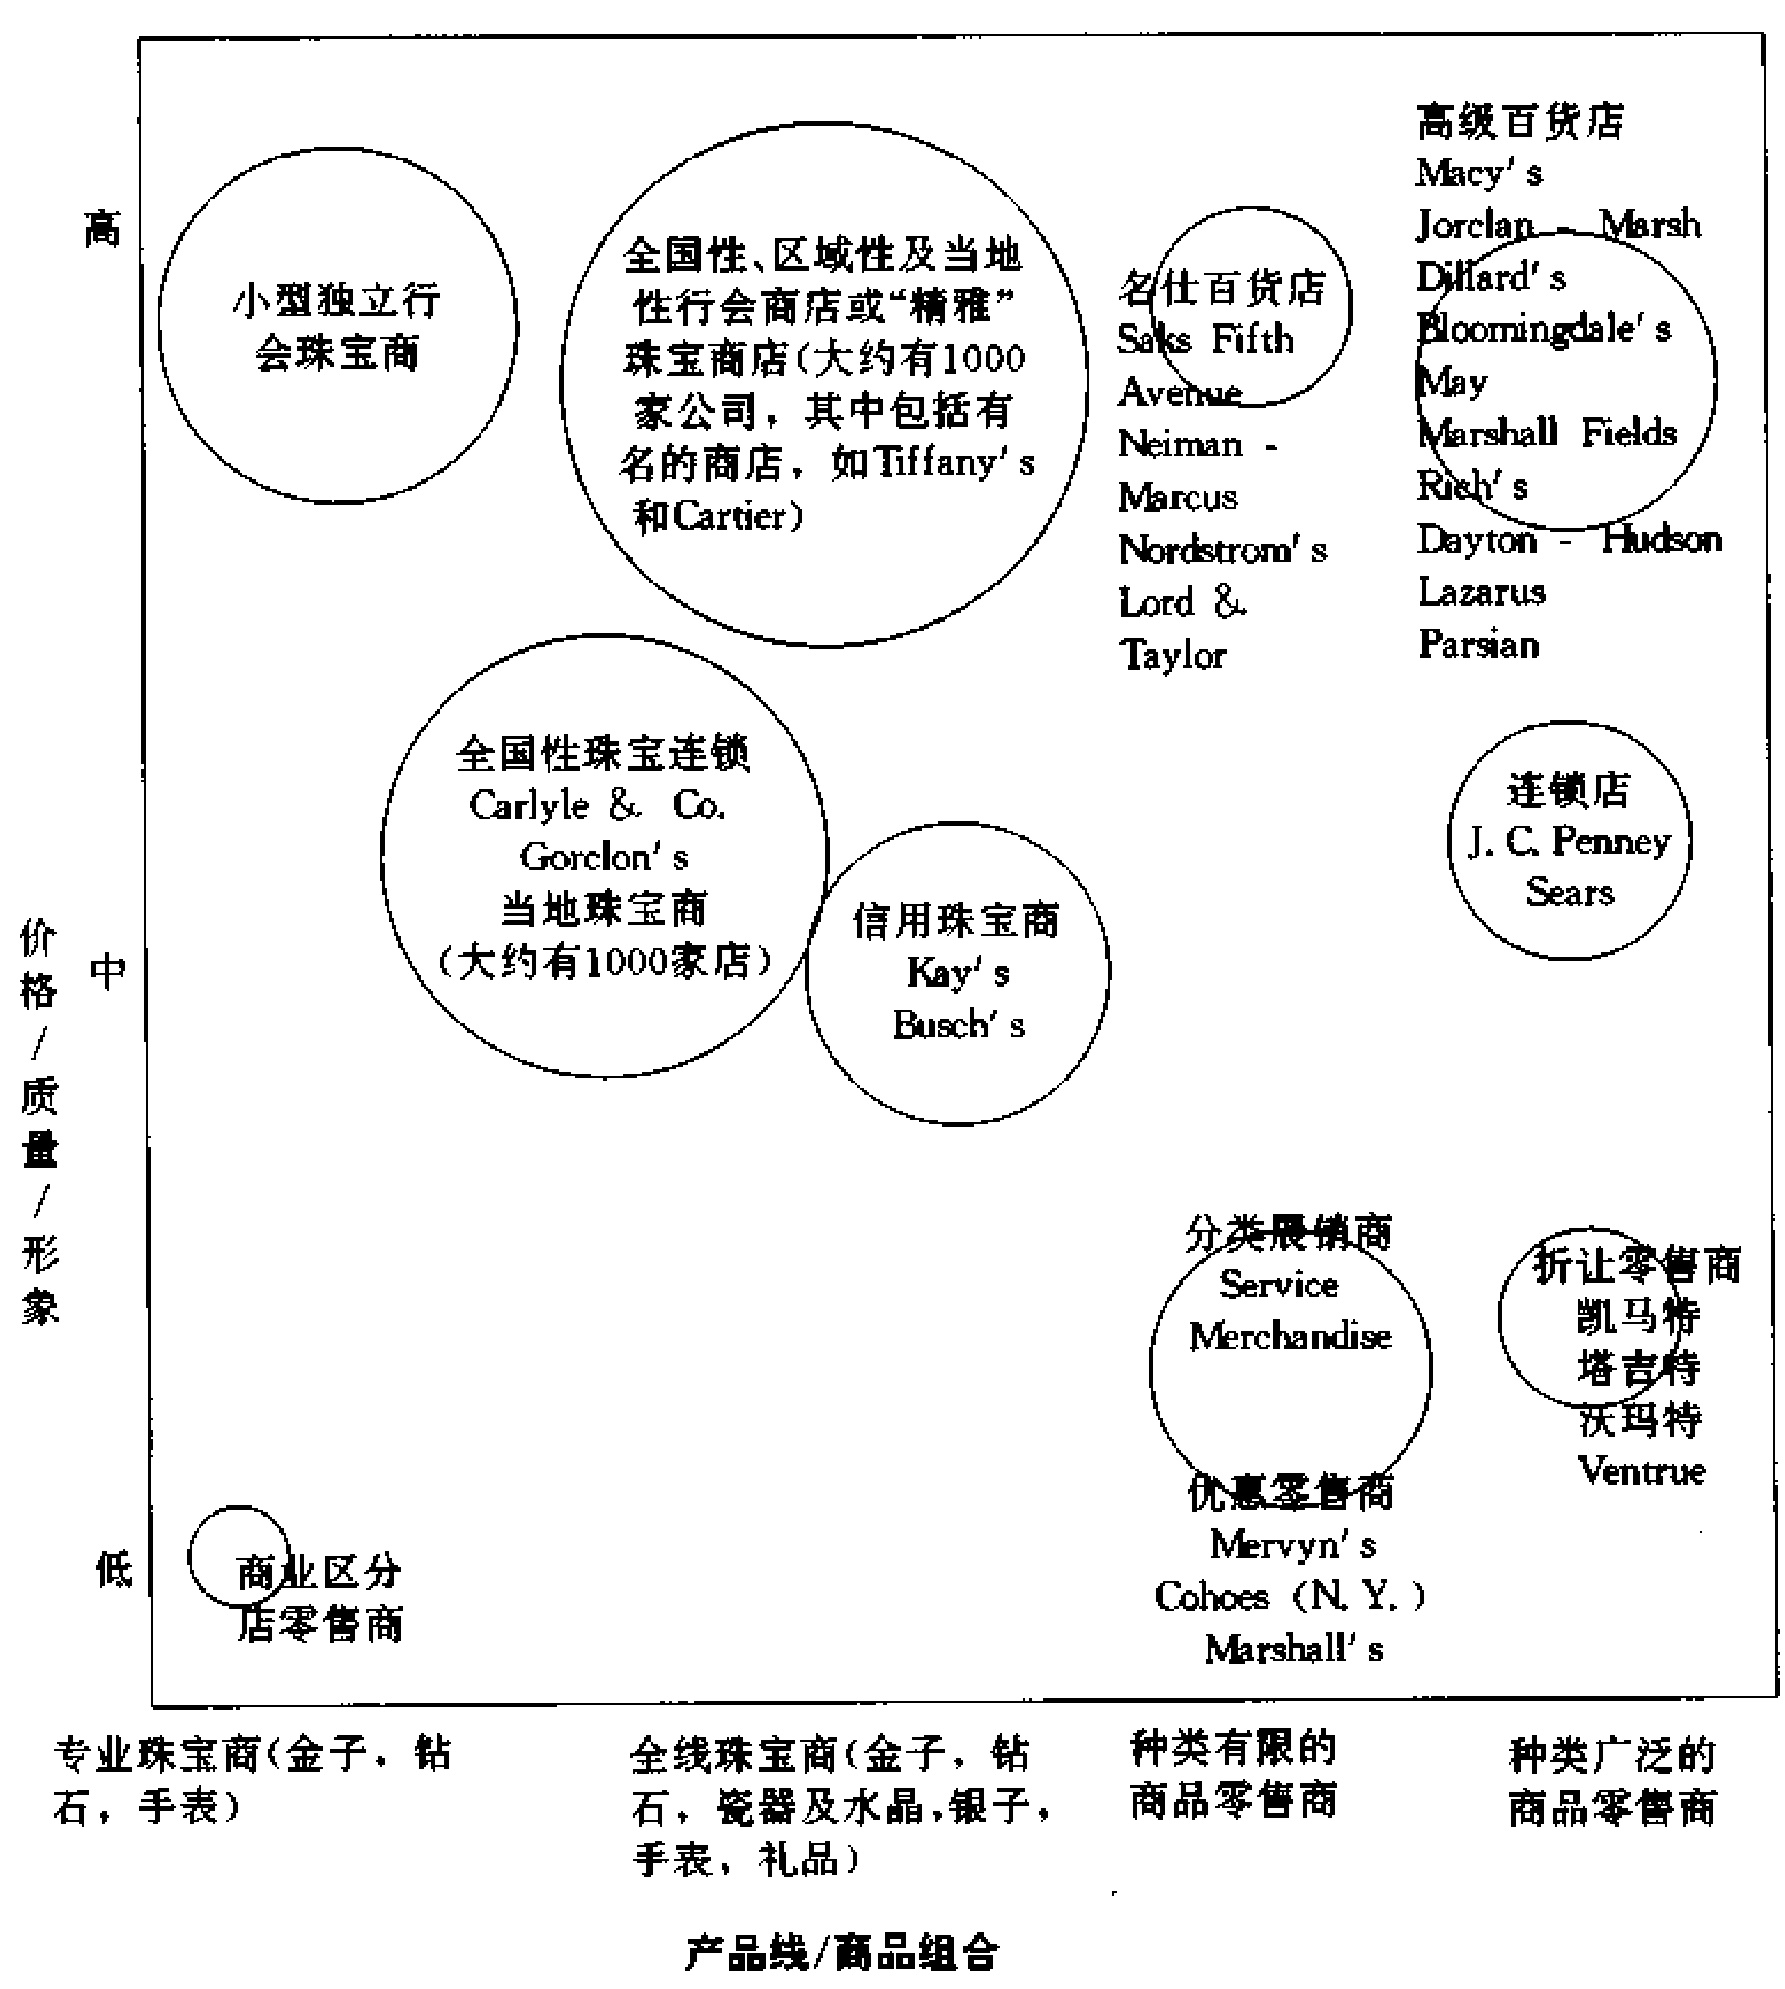 高
中
低
价格/质量/形象
小型独立行
会珠宝商
全国性、区域性及当地
性行会商店或“精雅”
珠宝商店(大约有1000
家公司，其中包括有
名的商店，如Tiffany's
和Cartier)
名仕百货店
Saks Fifth
Avenue
Neiman -
Marcus
Nordstrom's
Lord &
Taylor
高级百货店
Macy's
Jorclan - Marsh
Dillard's
Bloomingdale's
May
Marshall Fields
Rich's
Dayton - Hudson
Lazarus
Parsian
全国性珠宝连锁
Carlyle & Co.
Gorclon's
当地珠宝商
(大约有1000家店)
信用珠宝商
Kay's
Busch's
连锁店
J. C. Penney
Sears
分类展销商
Service
Merchandise
优惠零售商
Mervyn's
Cohoes (N. Y. )
Marshall's
折让零售商
凯马特
塔吉特
沃玛特
Ventrue
商业区分
店零售商
专业珠宝商(金子，钻
石，手表)
全线珠宝商(金子，钻
石，瓷器及水晶,银子，
手表，礼品)
种类有限的
商品零售商
种类广泛的
商品零售商
产品线/商品组合